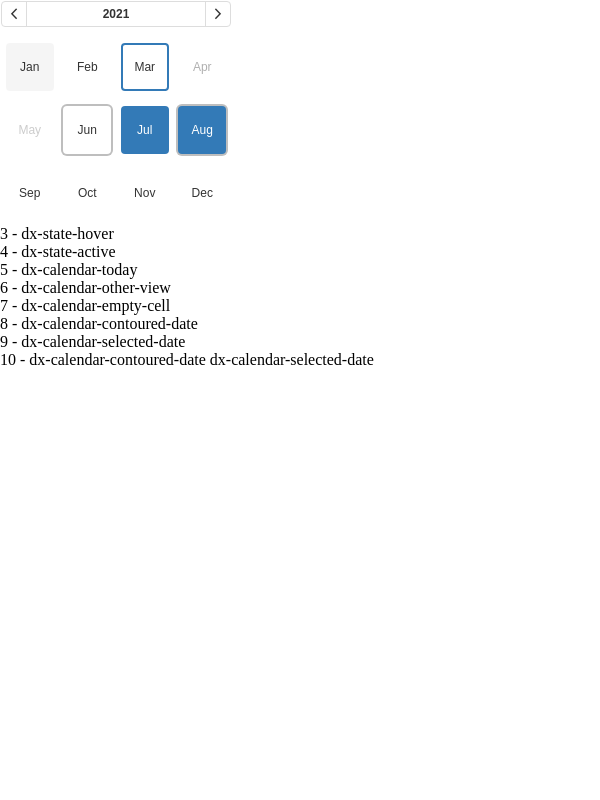 2021
Jan Feb Mar Apr
May Jun Jul Aug
Sep Oct Nov Dec
3 - dx-state-hover
4 - dx-state-active
5 - dx-calendar-today
6 - dx-calendar-other-view
7 - dx-calendar-empty-cell
8 - dx-calendar-contoured-date
9 - dx-calendar-selected-date
10 - dx-calendar-contoured-date dx-calendar-selected-date